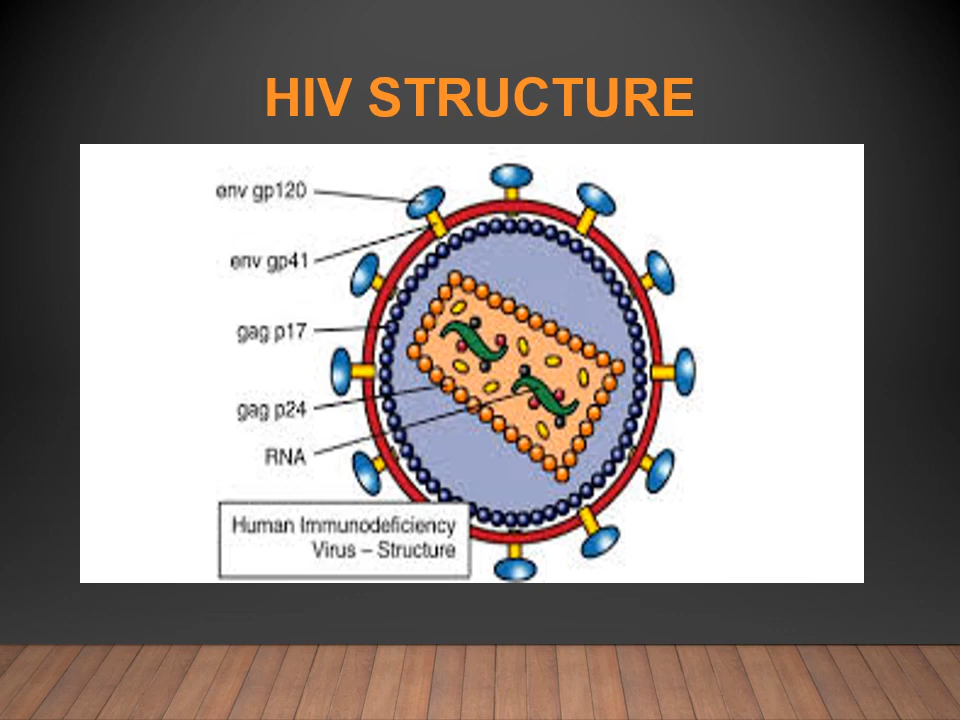 HIV STRUCTURE
env gp120
env gp41
gag p17
gag p24
RNA
Human Immunodeficiency
Virus – Structure